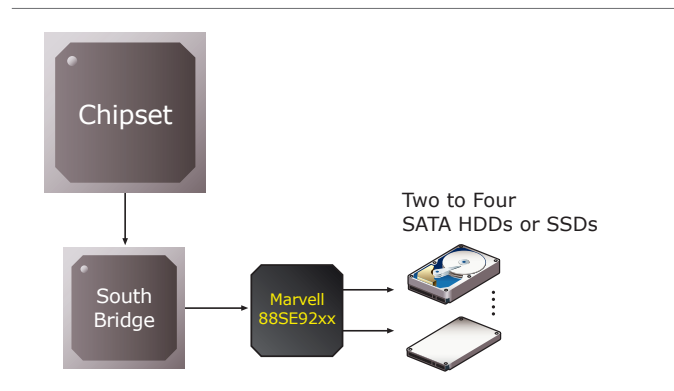 Chipset
Two to Four
SATA HDDs or SSDs
South
Bridge
Marvell
88SE92xx